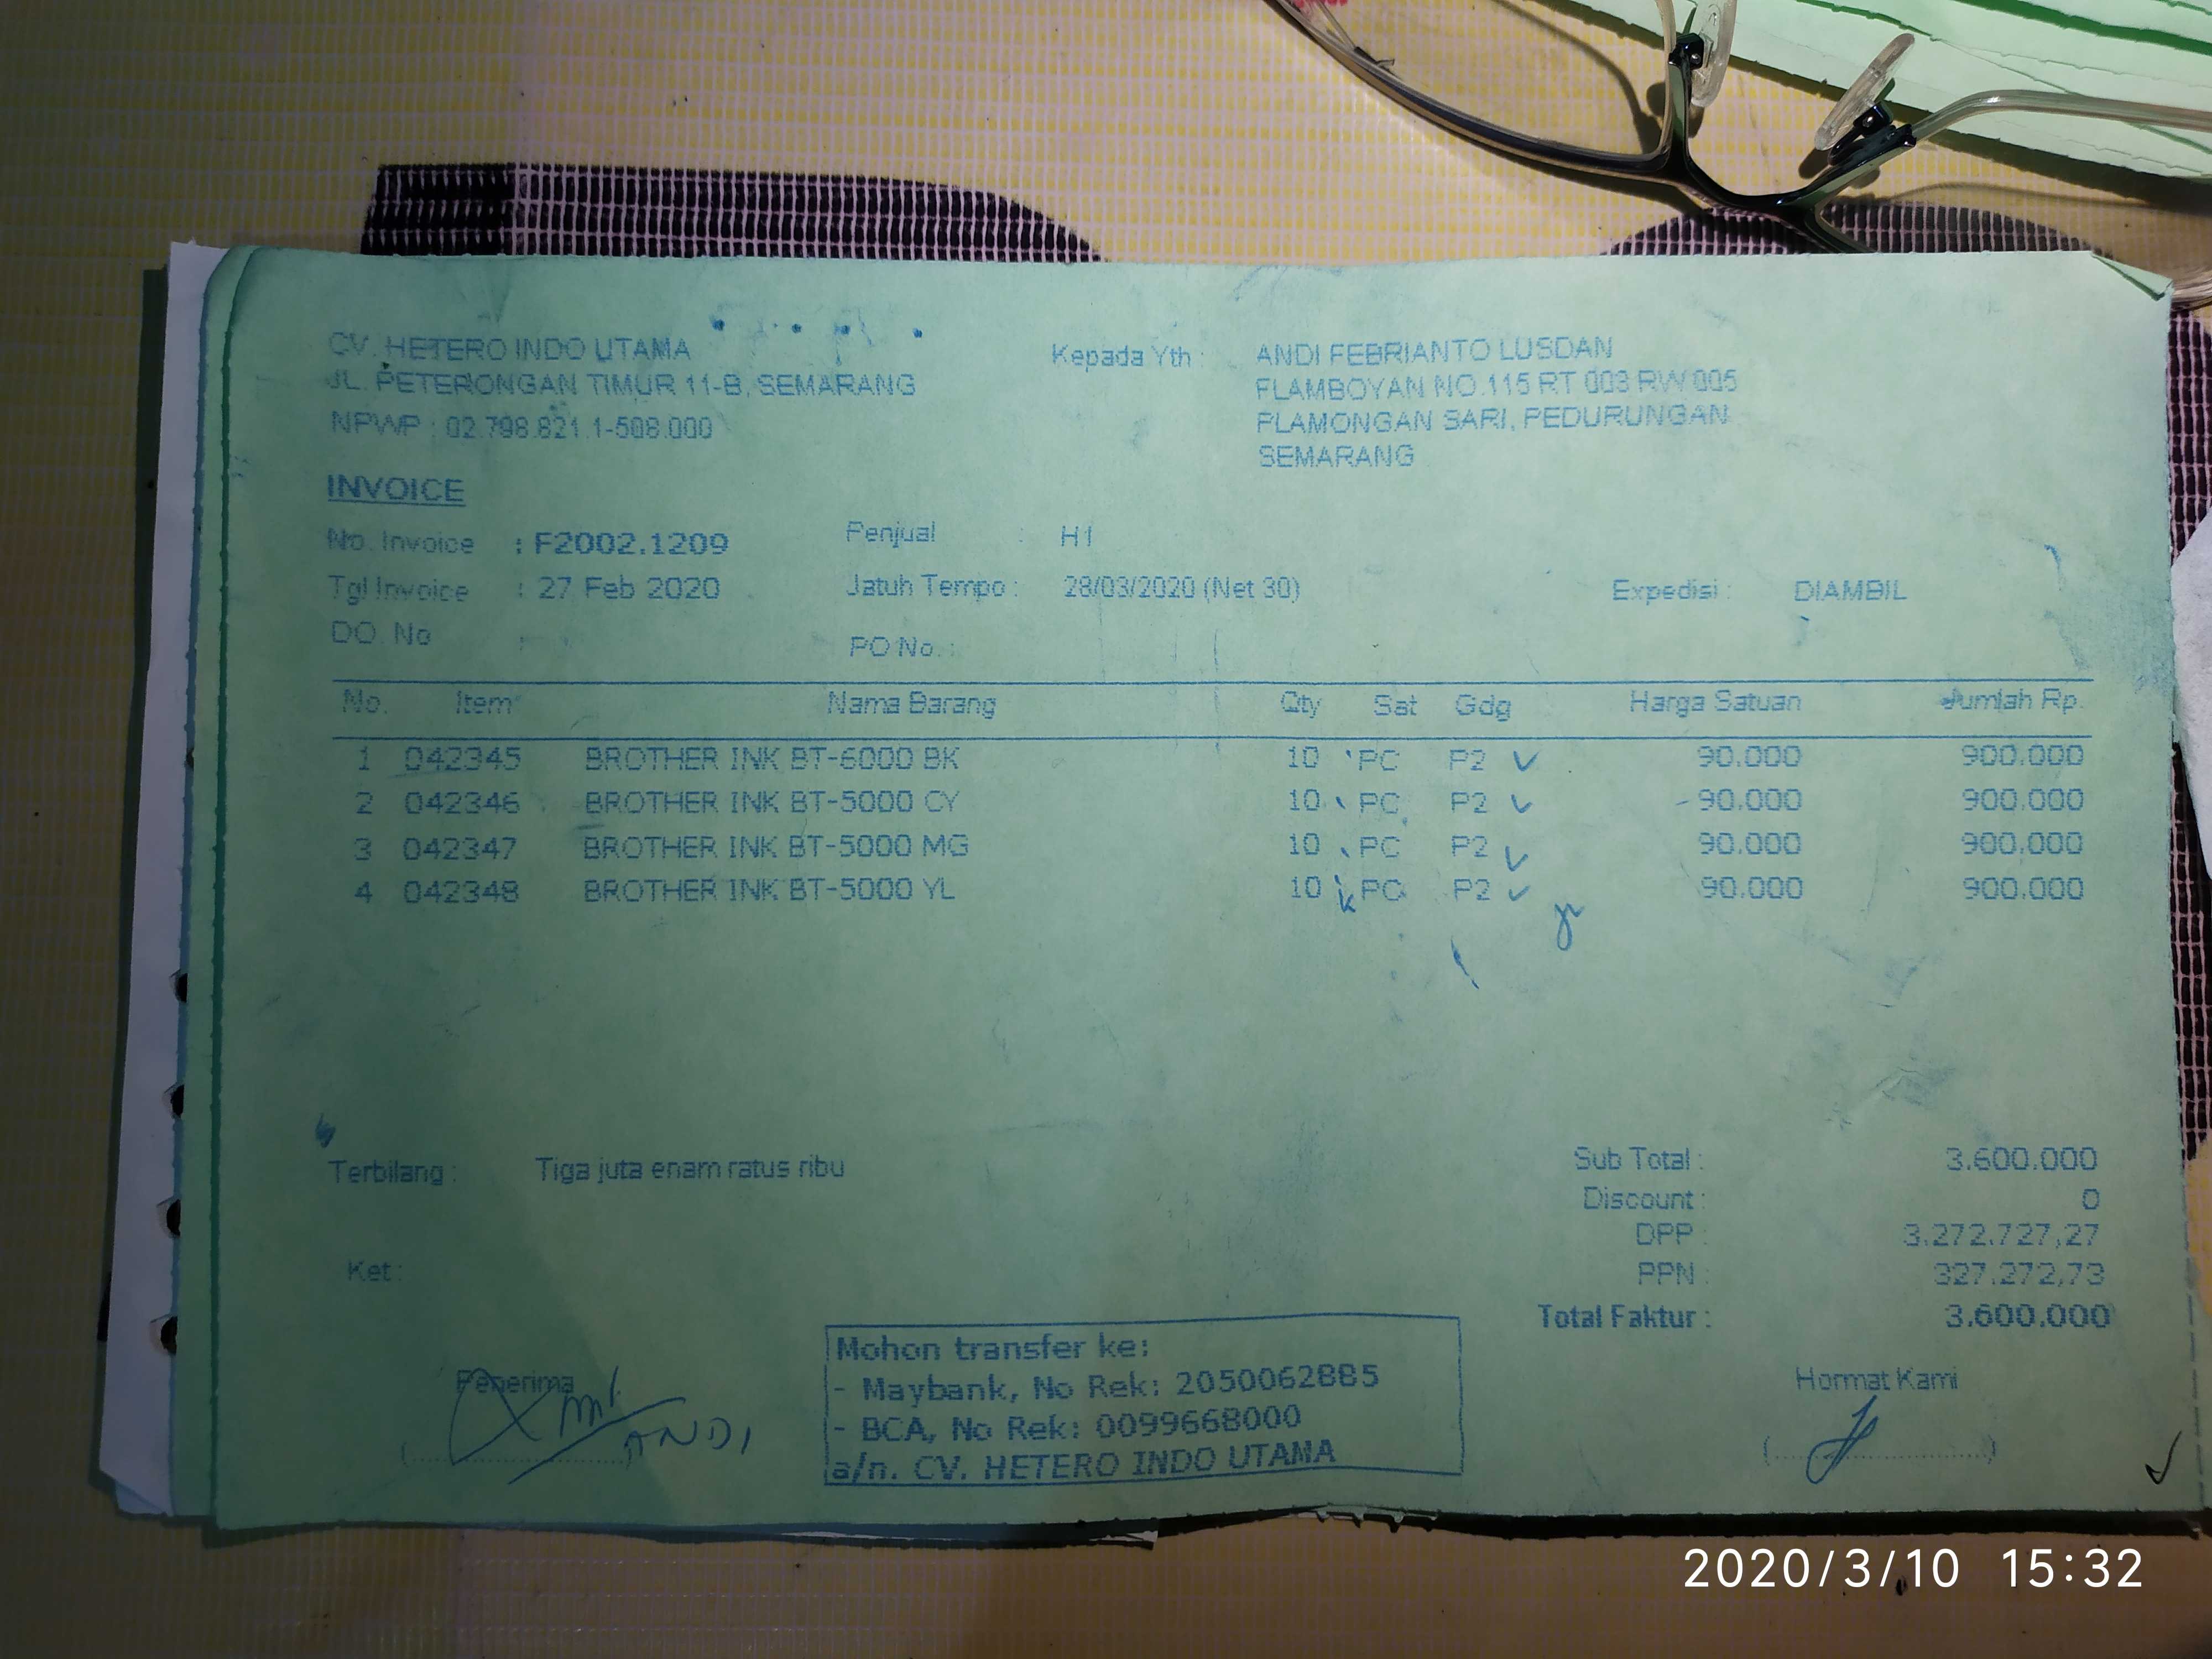 CV. HETERO INDO UTAMA
JL. PETERONGAN TIMUR 11-B, SEMARANG
NPWP : 02.798.821.1-508.000
Kepada Yth :
ANDI FEBRIANTO LUSDAN
FLAMBOYAN NO.115 RT 003 RW 005
PLAMONGAN SARI, PEDURUNGAN
SEMARANG
INVOICE
No. Invoice : F2002.1209 Penjual : H1
Tgl Invoice : 27 Feb 2020 Jatuh Tempo : 28/03/2020 (Net 30) Expedisi : DIAMBIL
DO. No : PO No. :
No. Item Nama Barang Qty Sat Gdg Harga Satuan Jumlah Rp.
1 042345 BROTHER INK BT-6000 BK 10 PC P2 90.000 900.000
2 042346 BROTHER INK BT-5000 CY 10 PC P2 90.000 900.000
3 042347 BROTHER INK BT-5000 MG 10 PC P2 90.000 900.000
4 042348 BROTHER INK BT-5000 YL 10 PC P2 90.000 900.000
Terbilang : Tiga juta enam ratus ribu
Sub Total : 3.600.000
Discount : 0
DPP : 3.272.727,27
Ket :
PPN : 327.272,73
Total Faktur : 3.600.000
Penerima
ANDI
Mohon transfer ke:
- Maybank, No Rek: 2050062885
- BCA, No Rek: 0099668000
a/n. CV. HETERO INDO UTAMA
Hormat Kami
2020/3/10 15:32